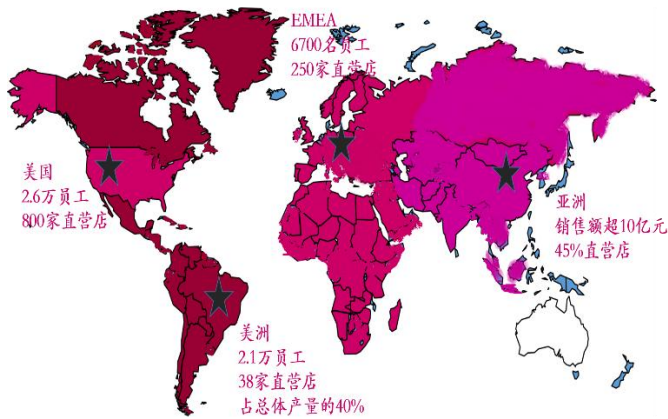 EMEA
6700名员工
250家直营店
美国
2.6万员工
800家直营店
亚洲
销售额超10亿元
45%直营店
美洲
2.1万员工
38家直营店
占总体产量的40%